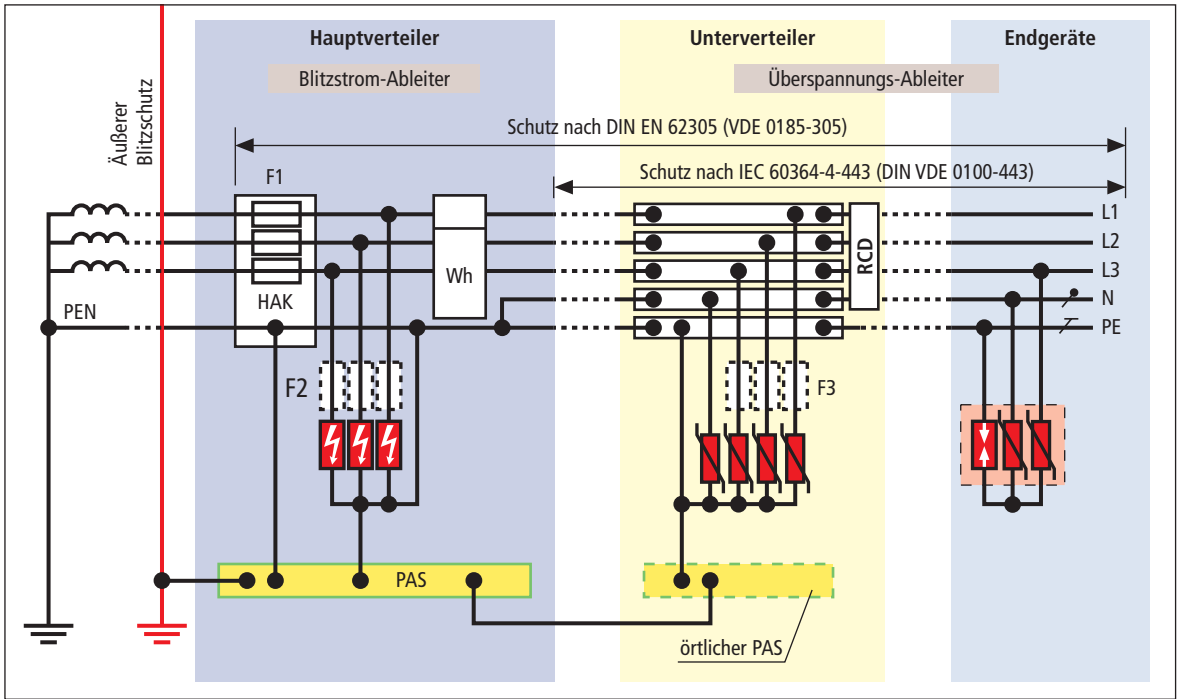 Hauptverteiler
Unterverteiler
Endgeräte
Blitzstrom-Ableiter
Überspannungs-Ableiter
Äußerer
Blitzschutz
Schutz nach DIN EN 62305 (VDE 0185-305)
Schutz nach IEC 60364-4-443 (DIN VDE 0100-443)
F1
L1
L2
L3
N
PE
RCD
Wh
HAK
PEN
F2
F3
PAS
örtlicher PAS